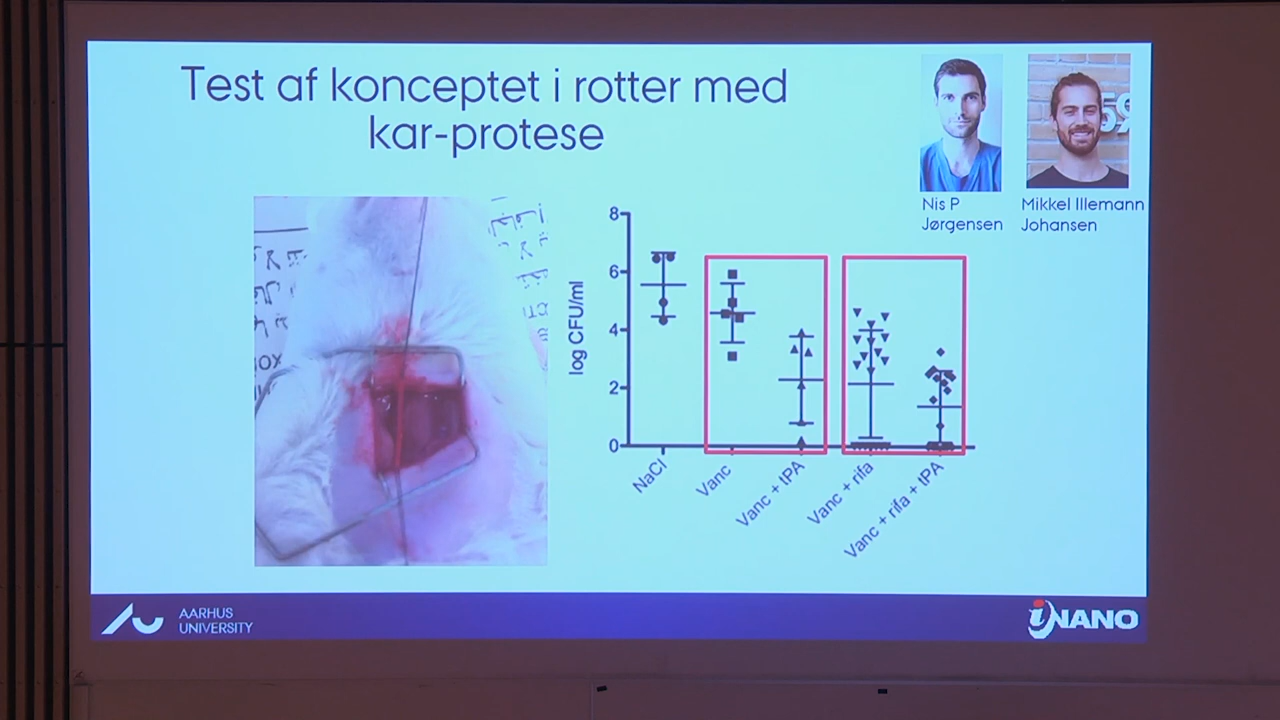 Test af konceptet i rotter med
kar-protese
Nis P
Jørgensen
Mikkel Illemann
Johansen
59
log CFU/ml
8
6
4
2
0
NaCl
Vanc
Vanc + tPA
Vanc + rifa
Vanc + rifa + tPA
AARHUS
UNIVERSITY
iNANO